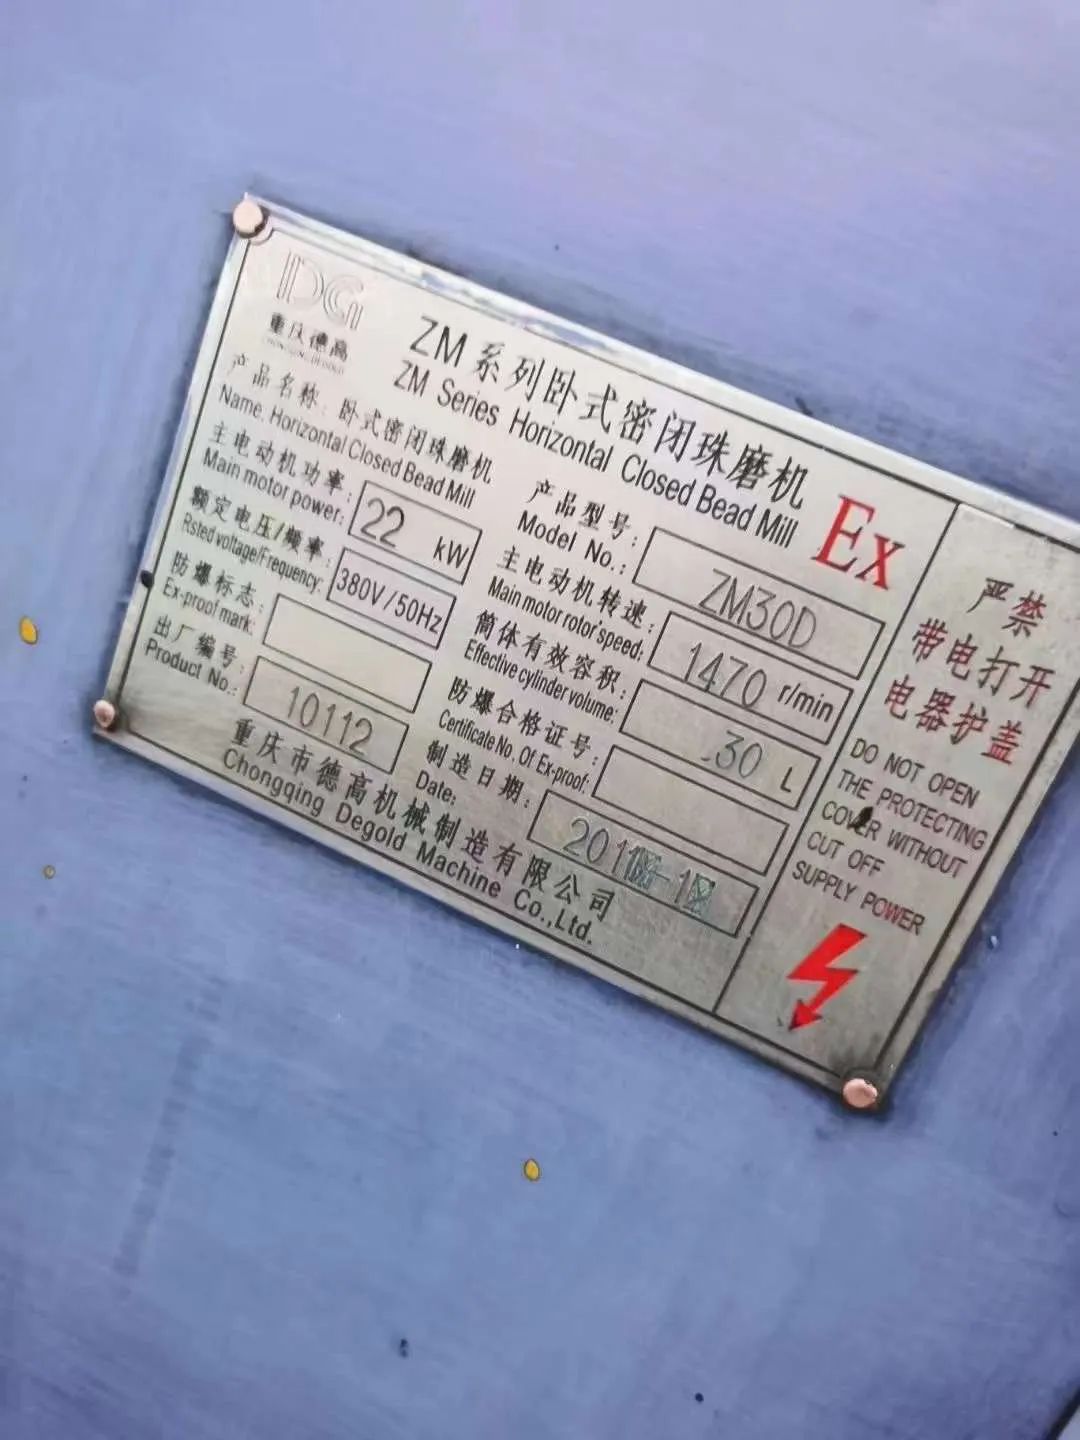 DG
重庆德高
ZM系列卧式密闭珠磨机
ZM Series Horizontal Closed Bead Mill
Ex
产品名称: 卧式密闭珠磨机
Name. Horizontal Closed Bead Mill
产品型号: ZM30D
Model No.:
主电动机功率: 22 kW
Main motor power:
主电动机转速: 1470 r/min
Main motor rotor's speed:
额定电压/频率: 380V/50Hz
Rsted voltage/Frequency:
筒体有效容积: 30 L
Effective cylinder volume:
防爆标志:
Ex-proof mark:
防爆合格证号:
Certificate No. Of Ex-proof:
出厂编号: 10112
Product No.:
制造日期:
Date:
重庆市德高机械制造有限公司
Chongqing Degold Machine Co.,Ltd.
严禁
带电打开
电器护盖
DO NOT OPEN
THE PROTECTING
COVER WITHOUT
CUT OFF
SUPPLY POWER